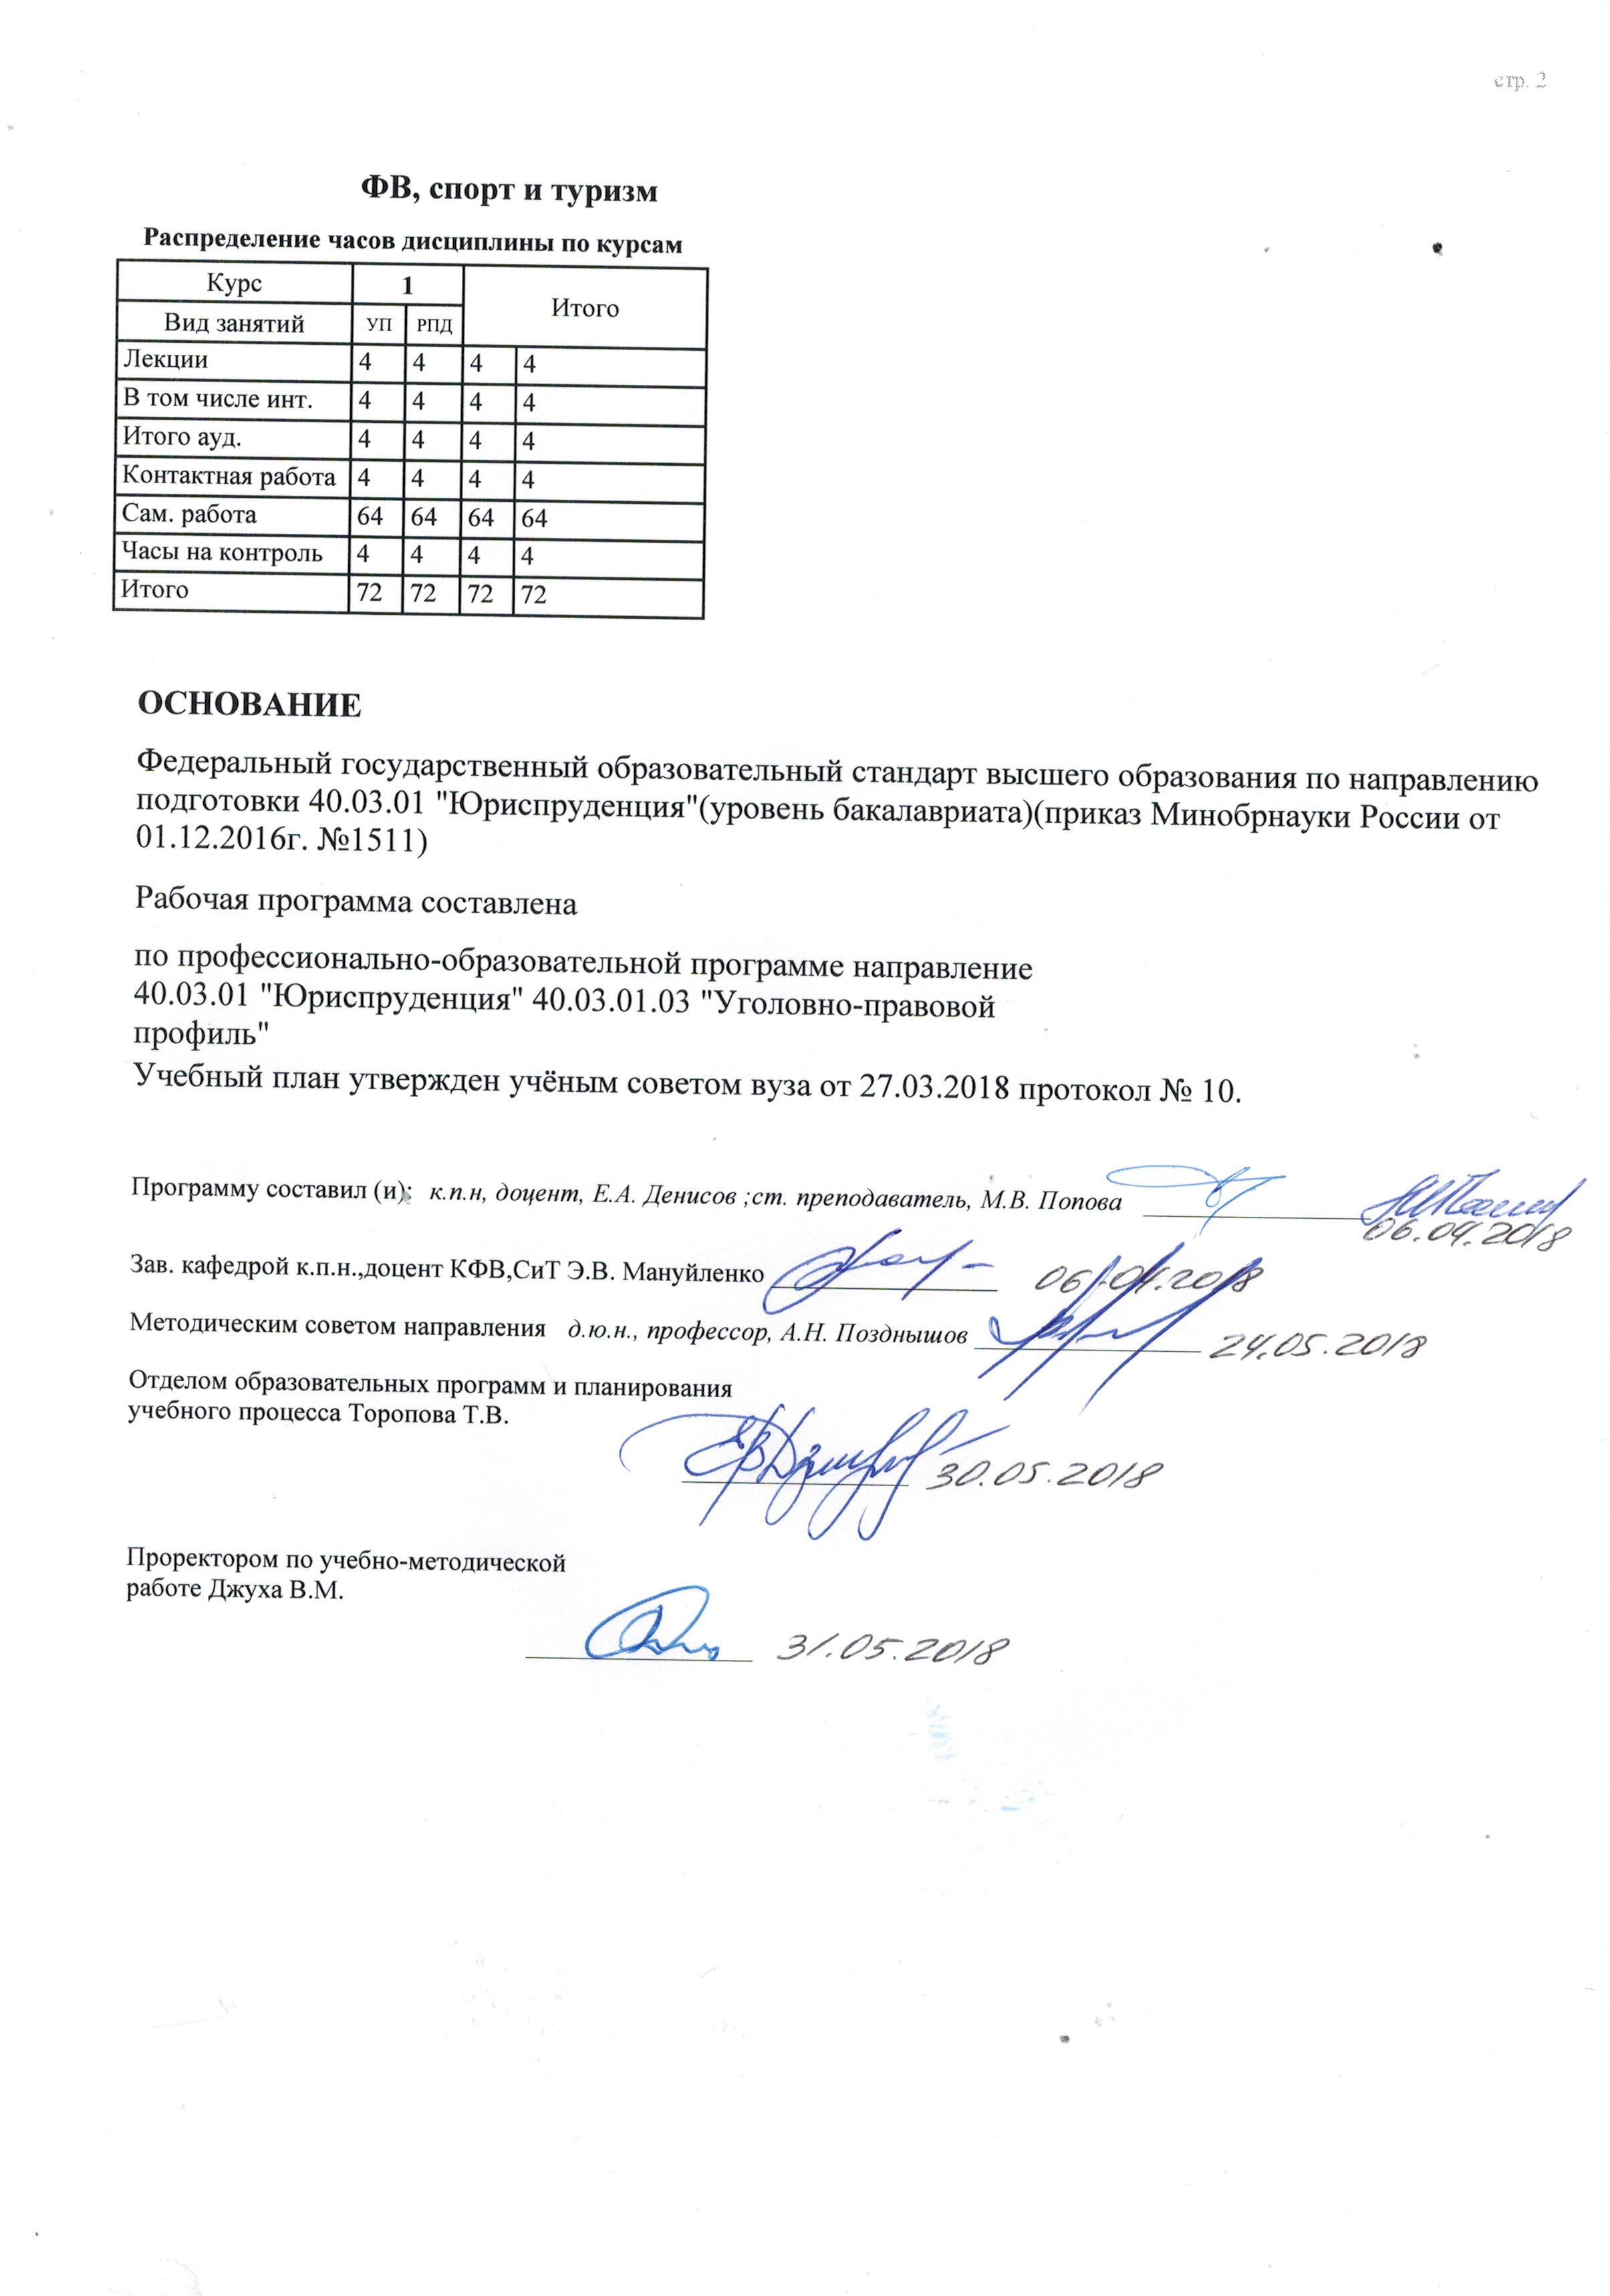 стр. 2
ФВ, спорт и туризм
Распределение часов дисциплины по курсам
Курс 1 Итого
Вид занятий УП РПД
Лекции 4 4 4 4
В том числе инт. 4 4 4 4
Итого ауд. 4 4 4 4
Контактная работа 4 4 4 4
Сам. работа 64 64 64 64
Часы на контроль 4 4 4 4
Итого 72 72 72 72
ОСНОВАНИЕ
Федеральный государственный образовательный стандарт высшего образования по направлению
подготовки 40.03.01 "Юриспруденция"(уровень бакалавриата)(приказ Минобрнауки России от
01.12.2016г. №1511)
Рабочая программа составлена
по профессионально-образовательной программе направление
40.03.01 "Юриспруденция" 40.03.01.03 "Уголовно-правовой
профиль"
Учебный план утвержден учёным советом вуза от 27.03.2018 протокол № 10.
Программу составил (и): к.п.н, доцент, Е.А. Денисов ;ст. преподаватель, М.В. Попова
06.04.2018
Зав. кафедрой к.п.н.,доцент КФВ,СиТ Э.В. Мануйленко 06.04.2018
Методическим советом направления д.ю.н., профессор, А.Н. Позднышов 24.05.2018
Отделом образовательных программ и планирования
учебного процесса Торопова Т.В.
30.05.2018
Проректором по учебно-методической
работе Джуха В.М.
31.05.2018